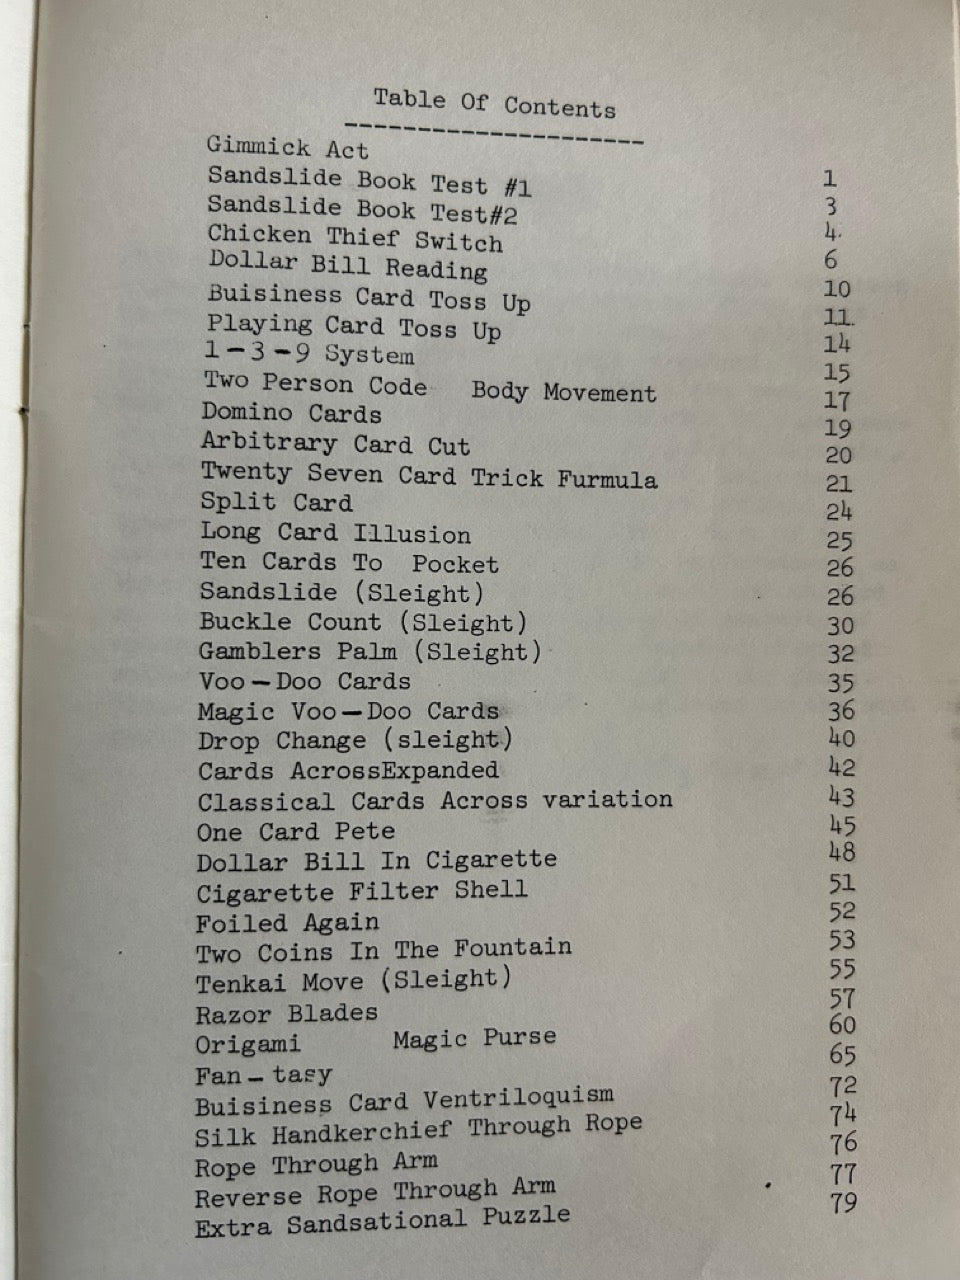 Table Of Contents
---------------------
Gimmick Act 1
Sandslide Book Test #1 3
Sandslide Book Test#2 4
Chicken Thief Switch 6
Dollar Bill Reading 10
Buisiness Card Toss Up 11
Playing Card Toss Up 14
1-3-9 System 15
Two Person Code Body Movement 17
Domino Cards 19
Arbitrary Card Cut 20
Twenty Seven Card Trick Furmula 21
Split Card 24
Long Card Illusion 25
Ten Cards To Pocket 26
Sandslide (Sleight) 26
Buckle Count (Sleight) 30
Gamblers Palm (Sleight) 32
Voo-Doo Cards 35
Magic Voo-Doo Cards 36
Drop Change (sleight) 40
Cards AcrossExpanded 42
Classical Cards Across variation 43
One Card Pete 45
Dollar Bill In Cigarette 48
Cigarette Filter Shell 51
Foiled Again 52
Two Coins In The Fountain 53
Tenkai Move (Sleight) 55
Razor Blades 57
Origami Magic Purse 60
Fan-tasy 65
Buisiness Card Ventriloquism 72
Silk Handkerchief Through Rope 74
Rope Through Arm 76
Reverse Rope Through Arm 77
Extra Sandsational Puzzle 79